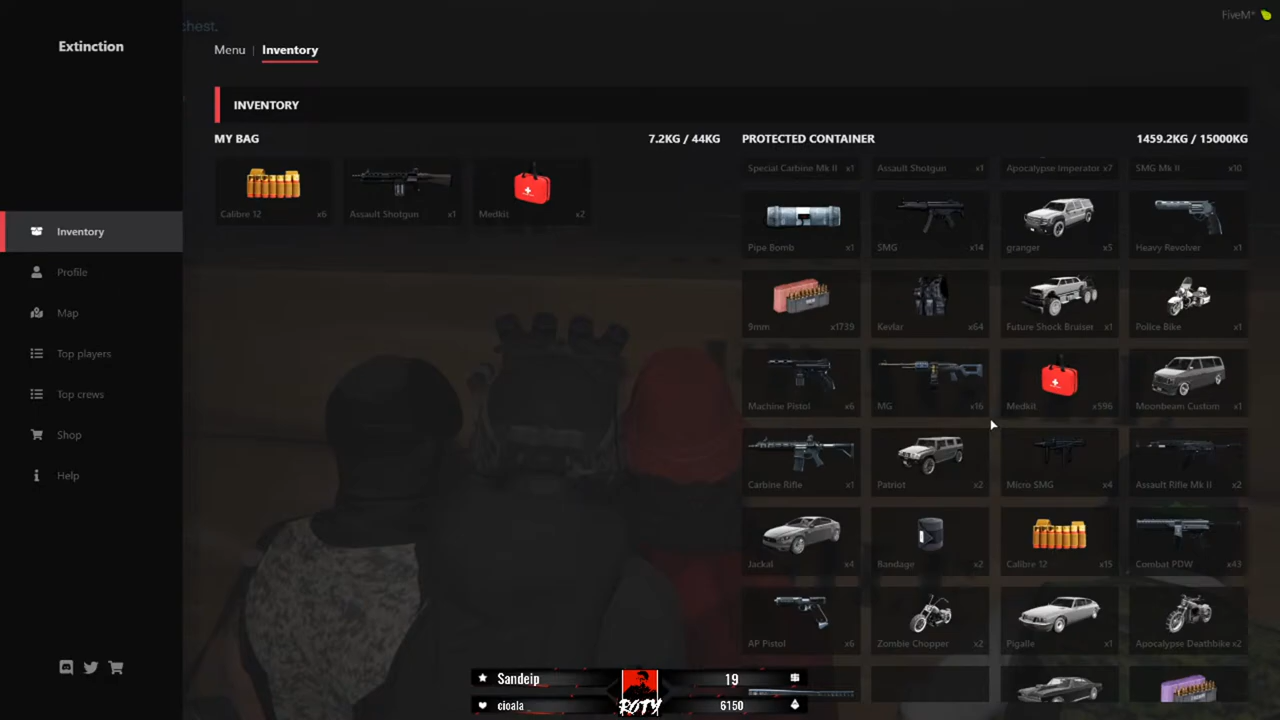 chest.
FiveM*
Extinction
Menu | Inventory
INVENTORY
MY BAG 7.2KG / 44KG
PROTECTED CONTAINER 1459.2KG / 15000KG
Calibre 12 x6
Assault Shotgun x1
Medkit x2
Special Carbine Mk II x1
Assault Shotgun x1
Apocalypse Imperator x7
SMG Mk II x10
Pipe Bomb x1
SMG x14
granger x5
Heavy Revolver x1
9mm x1739
Kevlar x64
Future Shock Bruiser x1
Police Bike x1
Machine Pistol x6
MG x16
Medkit x596
Moonbeam Custom x1
Carbine Rifle x1
Patriot x2
Micro SMG x4
Assault Rifle Mk II x2
Jackal x4
Bandage x2
Calibre 12 x15
Combat PDW x43
AP Pistol x6
Zombie Chopper x2
Pigalle x1
Apocalypse Deathbike x2
Inventory
Profile
Map
Top players
Top crews
Shop
Help
Sandeip 19
cioala 6150
ROTY